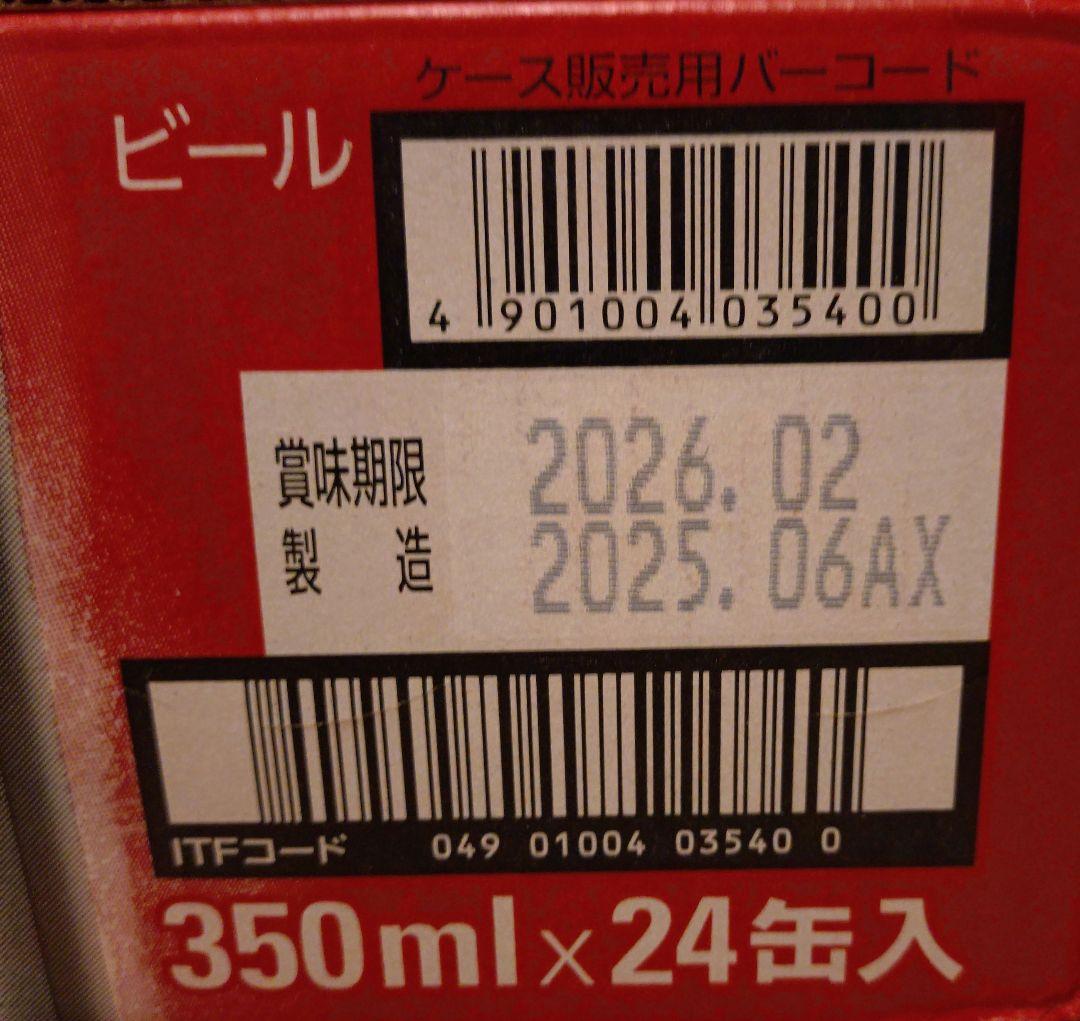 ケース販売用バーコード
ビール
4 901004 035400
賞味期限 2026.02
製造 2025.06AX
ITFコード 049 01004 03540 0
350ml×24缶入